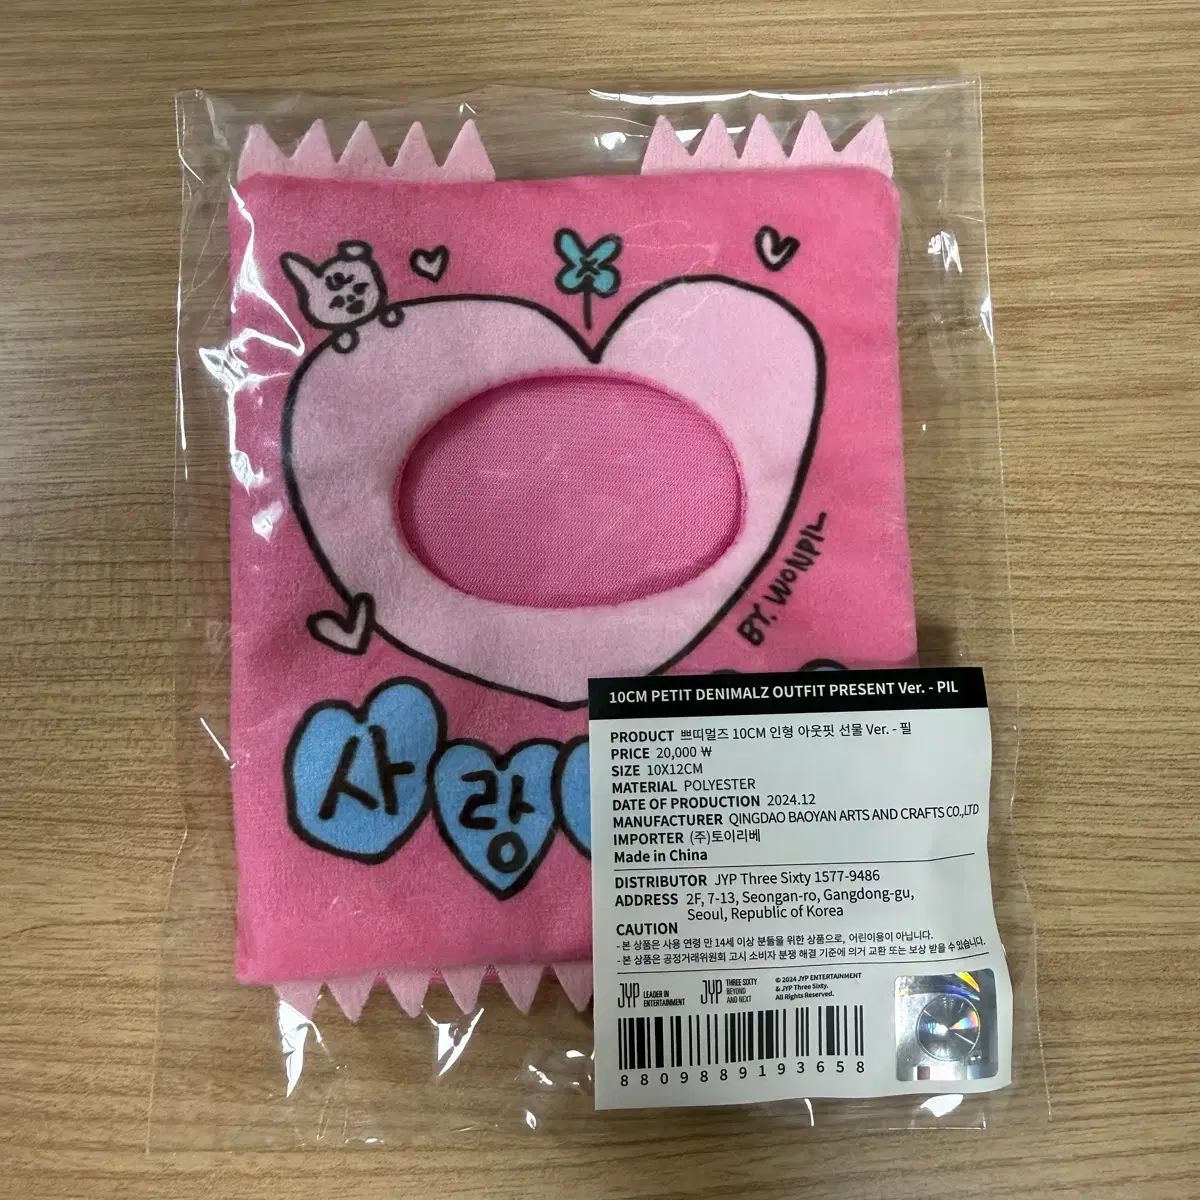 BY. WONPIL
사랑
10CM PETIT DENIMALZ OUTFIT PRESENT Ver. - PIL
PRODUCT 쁘띠멀즈 10CM 인형 아웃핏 선물 Ver. - 필
PRICE 20,000 ₩
SIZE 10X12CM
MATERIAL POLYESTER
DATE OF PRODUCTION 2024.12
MANUFACTURER QINGDAO BAOYAN ARTS AND CRAFTS CO.,LTD
IMPORTER (주)토이리베
Made in China
DISTRIBUTOR JYP Three Sixty 1577-9486
ADDRESS 2F, 7-13, Seongan-ro, Gangdong-gu,
Seoul, Republic of Korea
CAUTION
- 본 상품은 사용 연령 만 14세 이상 분들을 위한 상품으로, 어린이용이 아닙니다.
- 본 상품은 공정거래위원회 고시 소비자 분쟁 해결 기준에 의거 교환 또는 보상 받을 수 있습니다.
JYP LEADER IN ENTERTAINMENT
JYP THREE SIXTY BEYOND AND NEXT
© 2024 JYP ENTERTAINMENT
& JYP Three Sixty.
All Rights Reserved.
8809889193658